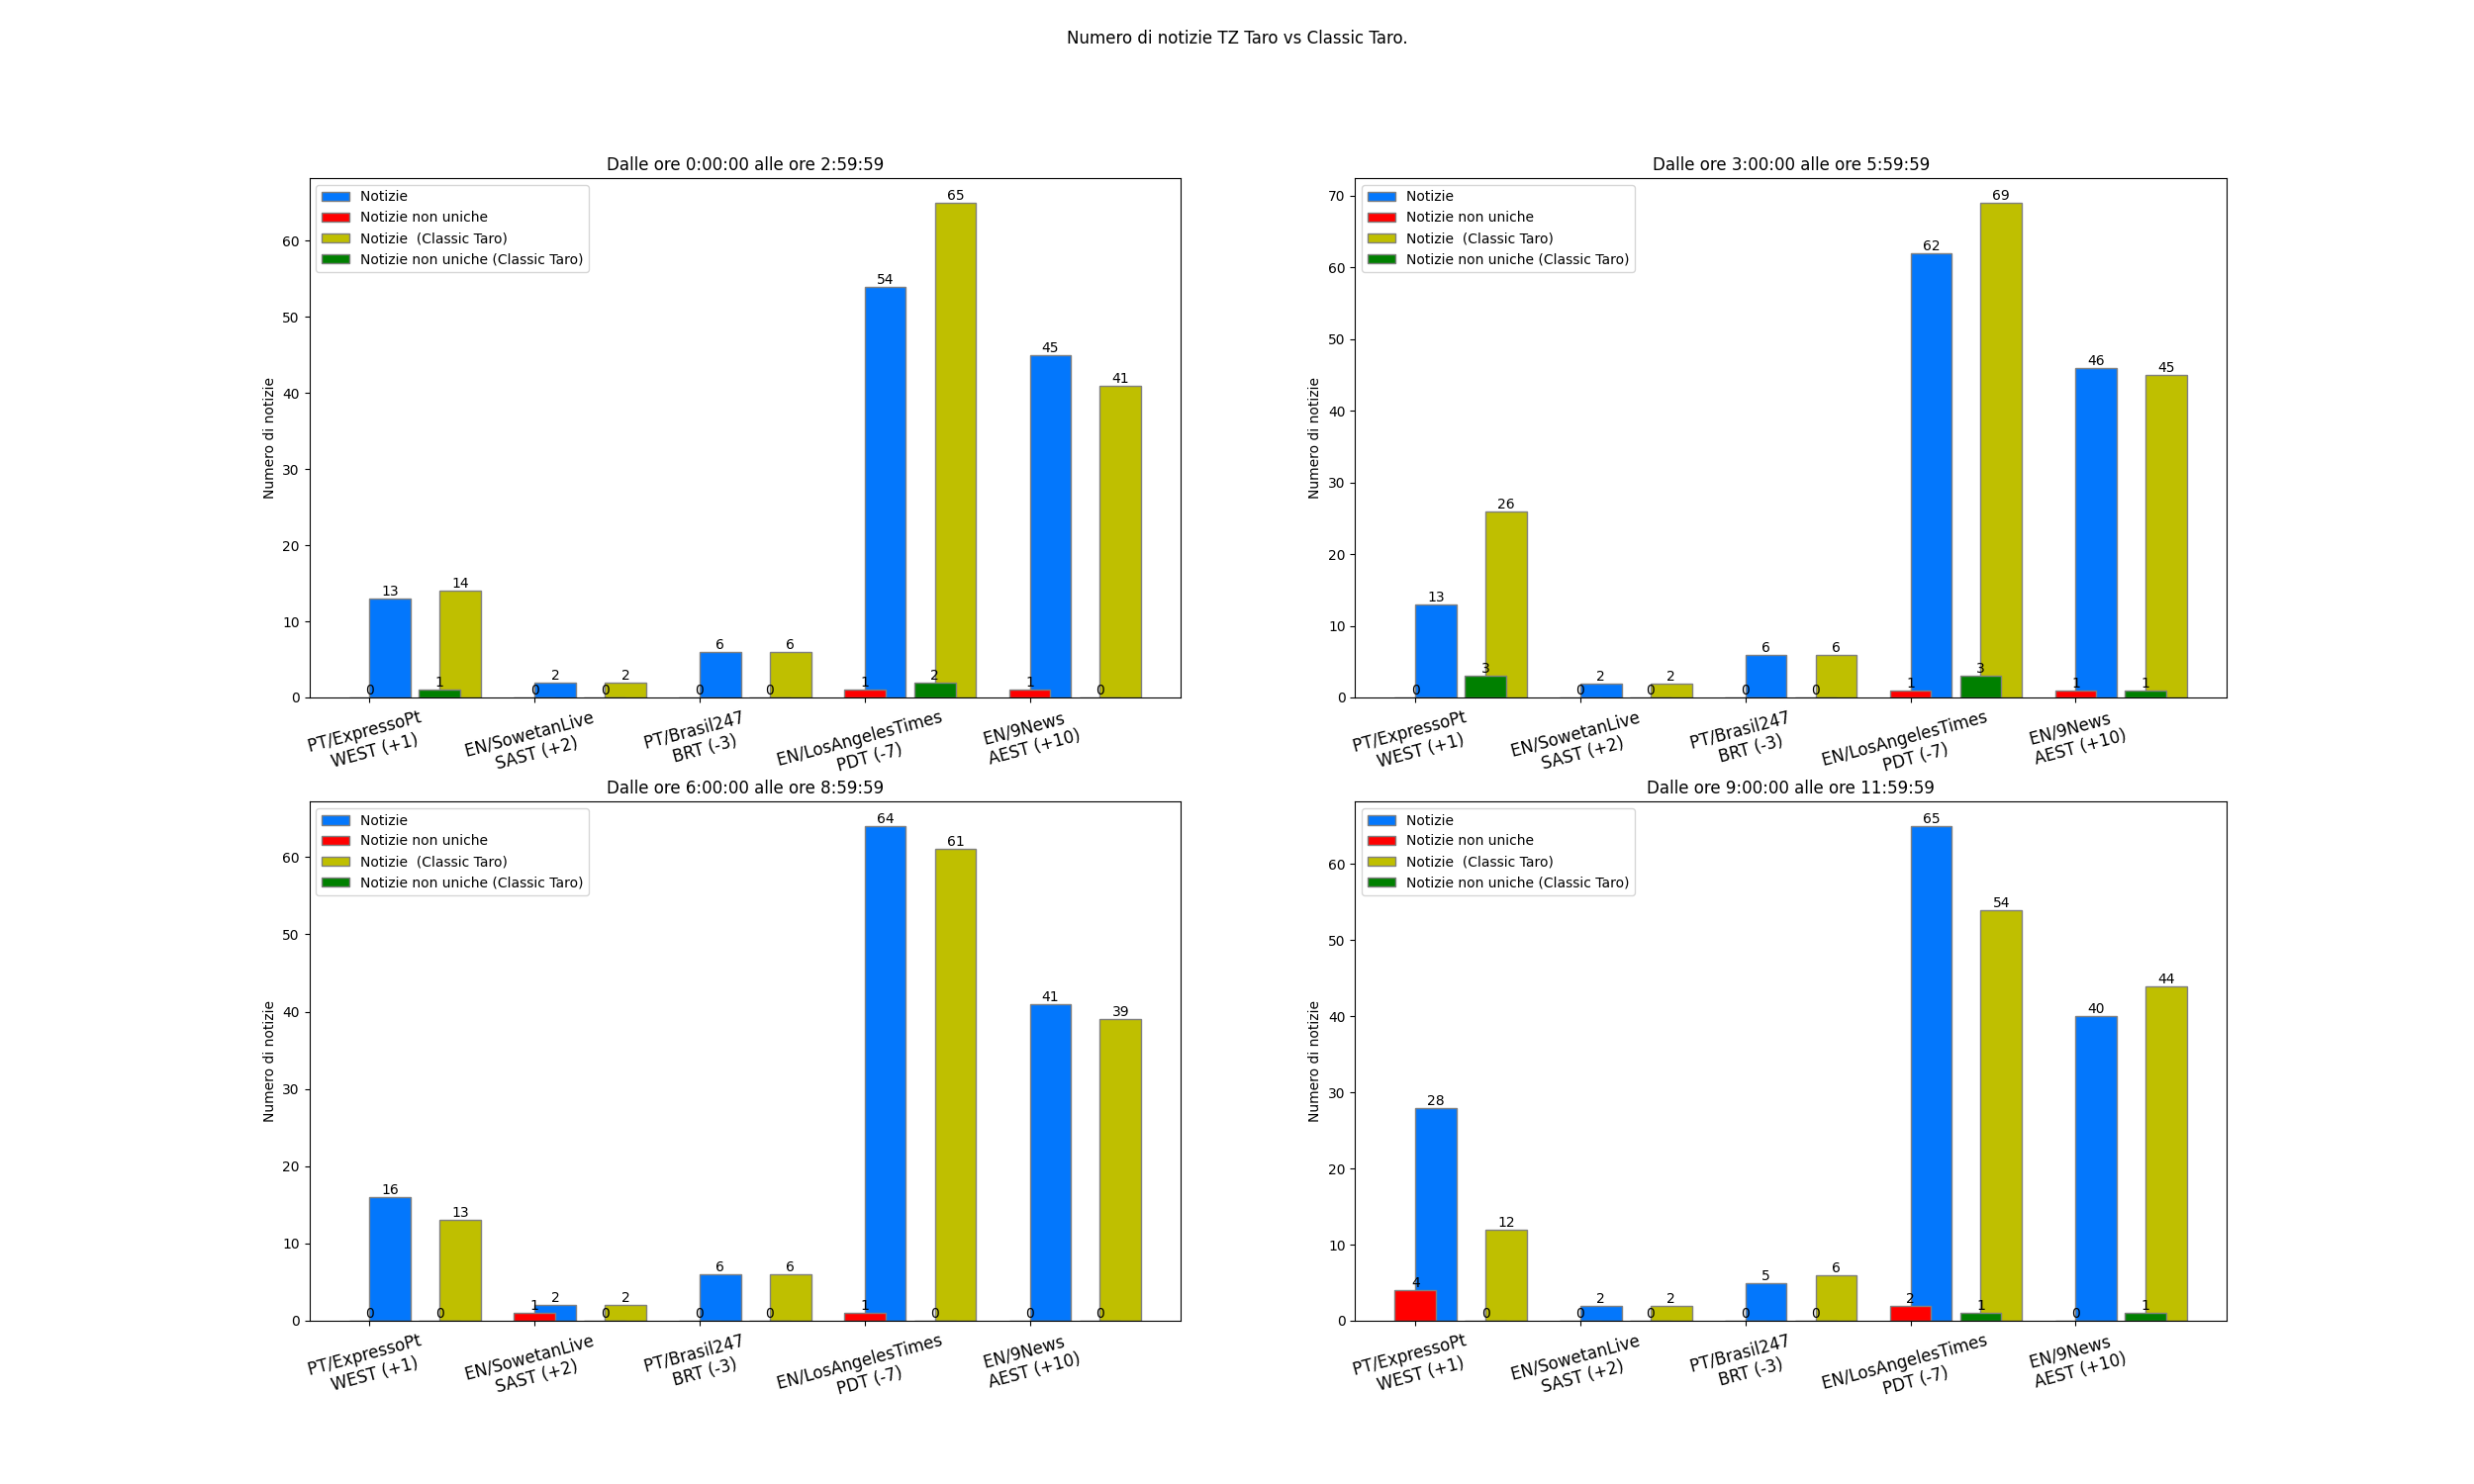 Numero di notizie TZ Taro vs Classic Taro.
Dalle ore 0:00:00 alle ore 2:59:59
Notizie
Notizie non uniche
Notizie (Classic Taro)
Notizie non uniche (Classic Taro)
Numero di notizie
60
50
40
30
20
10
0
13
14
2
2
6
6
54
65
45
41
0
1
0
0
0
0
1
2
1
0
PT/ExpressoPt
WEST (+1)
EN/SowetanLive
SAST (+2)
PT/Brasil247
BRT (-3)
EN/LosAngelesTimes
PDT (-7)
EN/9News
AEST (+10)
Dalle ore 3:00:00 alle ore 5:59:59
Notizie
Notizie non uniche
Notizie (Classic Taro)
Notizie non uniche (Classic Taro)
Numero di notizie
70
60
50
40
30
20
10
0
13
26
2
2
6
6
62
69
46
45
0
3
0
0
0
0
1
3
1
1
PT/ExpressoPt
WEST (+1)
EN/SowetanLive
SAST (+2)
PT/Brasil247
BRT (-3)
EN/LosAngelesTimes
PDT (-7)
EN/9News
AEST (+10)
Dalle ore 6:00:00 alle ore 8:59:59
Notizie
Notizie non uniche
Notizie (Classic Taro)
Notizie non uniche (Classic Taro)
Numero di notizie
60
50
40
30
20
10
0
16
13
2
2
6
6
64
61
41
39
0
0
1
0
0
0
1
0
0
0
PT/ExpressoPt
WEST (+1)
EN/SowetanLive
SAST (+2)
PT/Brasil247
BRT (-3)
EN/LosAngelesTimes
PDT (-7)
EN/9News
AEST (+10)
Dalle ore 9:00:00 alle ore 11:59:59
Notizie
Notizie non uniche
Notizie (Classic Taro)
Notizie non uniche (Classic Taro)
Numero di notizie
60
50
40
30
20
10
0
28
12
2
2
5
6
65
54
40
44
4
0
0
0
0
0
2
1
0
1
PT/ExpressoPt
WEST (+1)
EN/SowetanLive
SAST (+2)
PT/Brasil247
BRT (-3)
EN/LosAngelesTimes
PDT (-7)
EN/9News
AEST (+10)